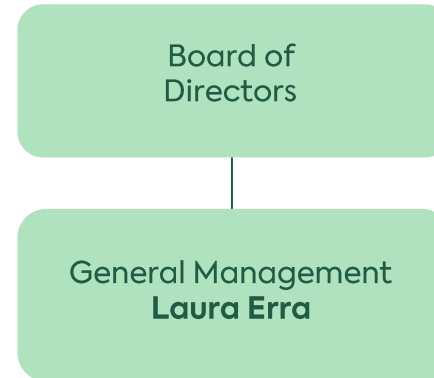 Board of
Directors
General Management
Laura Erra